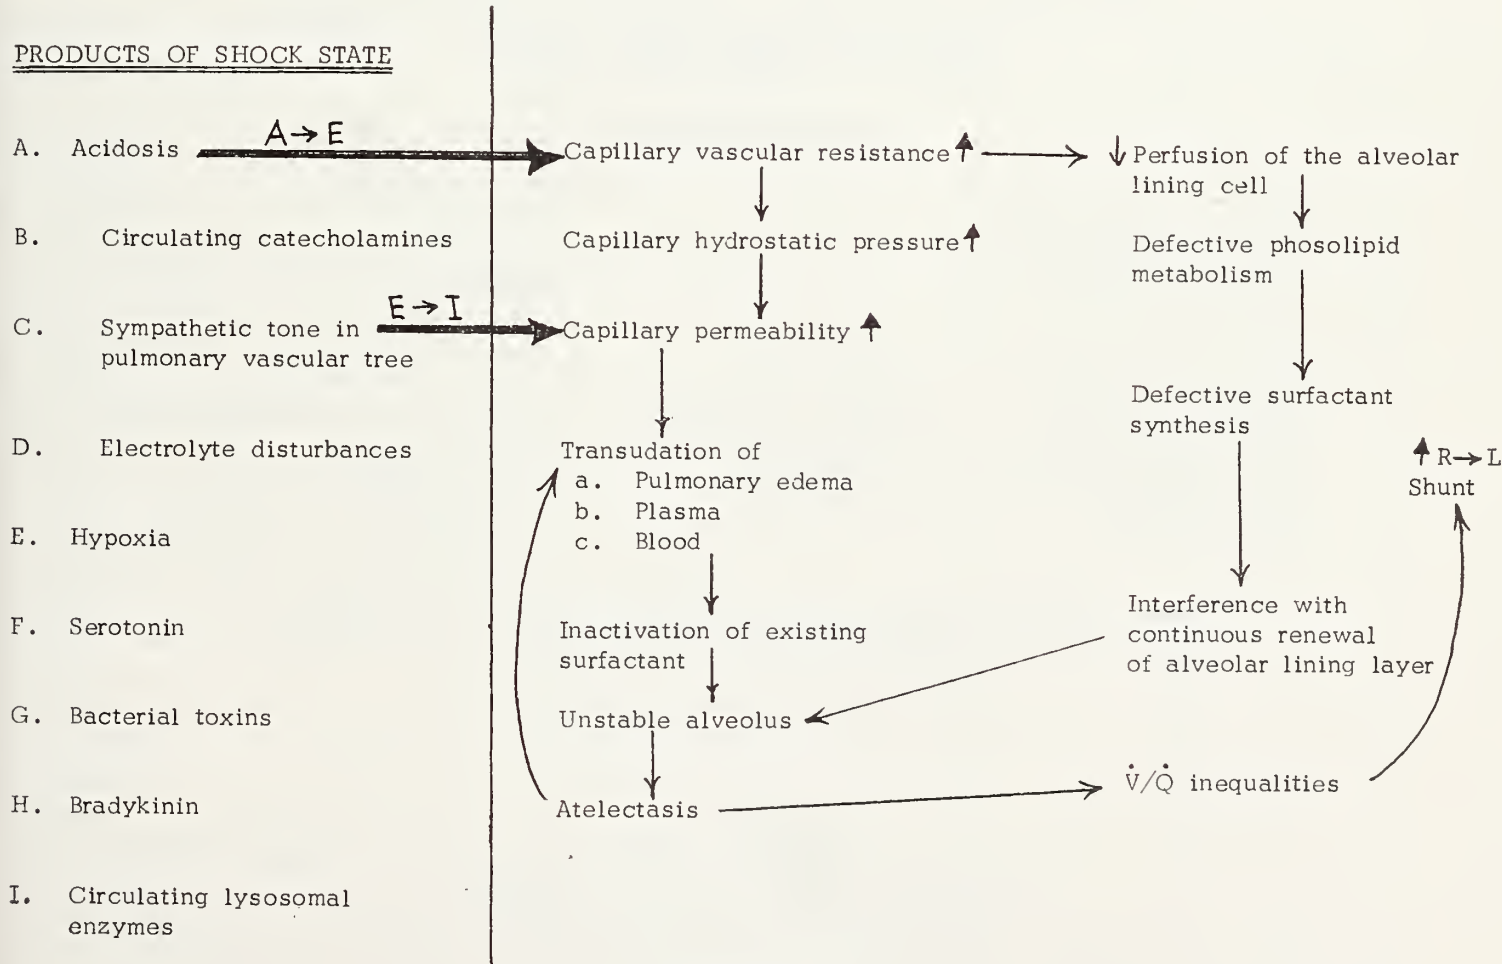 PRODUCTS OF SHOCK STATE
A. Acidosis
A→E
B. Circulating catecholamines
C. Sympathetic tone in
pulmonary vascular tree
E→I
D. Electrolyte disturbances
E. Hypoxia
F. Serotonin
G. Bacterial toxins
H. Bradykinin
I. Circulating lysosomal
enzymes
Capillary vascular resistance ↑
Capillary hydrostatic pressure ↑
Capillary permeability ↑
Transudation of
a. Pulmonary edema
b. Plasma
c. Blood
Inactivation of existing
surfactant
Unstable alveolus
Atelectasis
↓ Perfusion of the alveolar
lining cell
Defective phosolipid
metabolism
Defective surfactant
synthesis
Interference with
continuous renewal
of alveolar lining layer
V̇/Q̇ inequalities
↑ R→L
Shunt